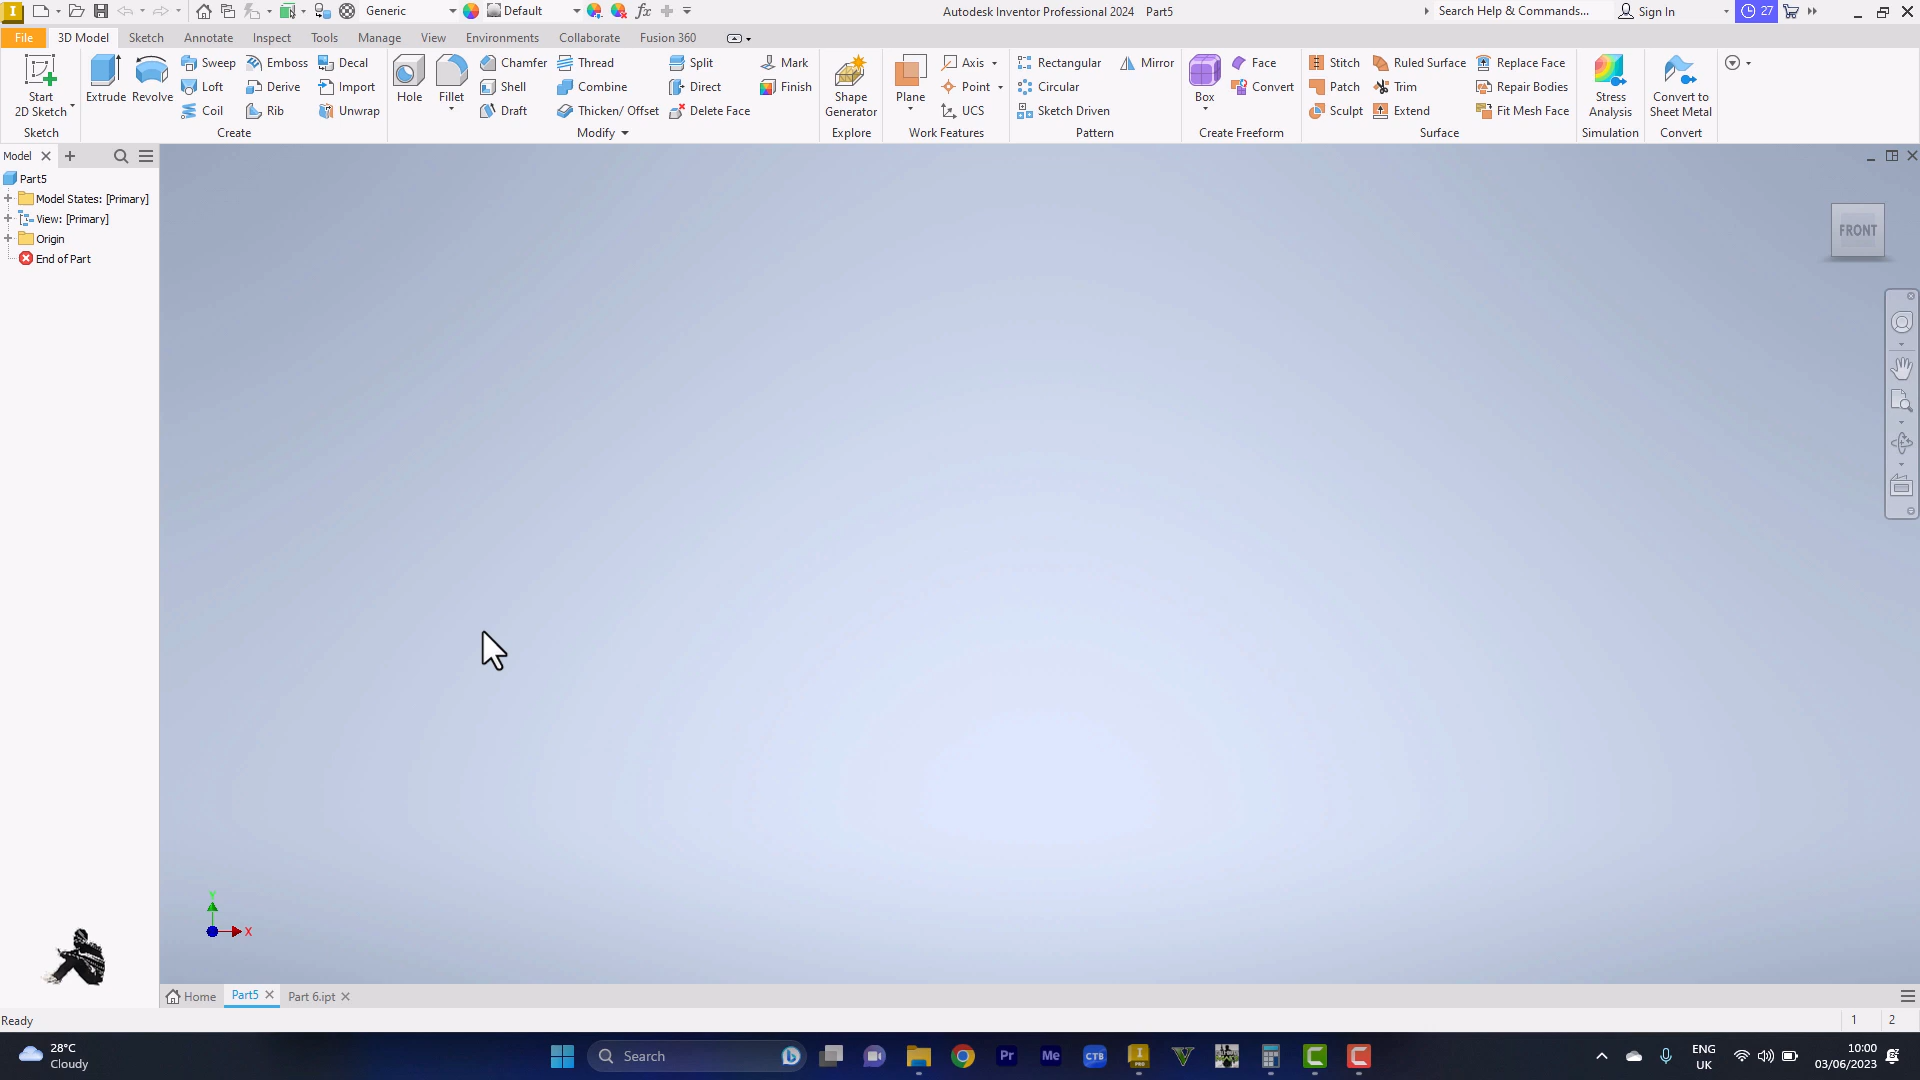 I Generic Default fx Autodesk Inventor Professional 2024 Part5 Search Help & Commands... Sign In 27
File 3D Model Sketch Annotate Inspect Tools Manage View Environments Collaborate Fusion 360
Sweep Emboss Decal Chamfer Thread Split Mark Axis Rectangular Mirror Face Stitch Ruled Surface Replace Face
Loft Derive Import Shell Combine Direct Finish Point Circular Convert Patch Trim Repair Bodies
Start Extrude Revolve Hole Fillet Shape Plane Box Stress Convert to
2D Sketch Coil Rib Unwrap Draft Thicken/ Offset Delete Face Generator UCS Sketch Driven Sculpt Extend Fit Mesh Face Analysis Sheet Metal
Sketch Create Modify Explore Work Features Pattern Create Freeform Surface Simulation Convert
Model
Part5
Model States: [Primary]
View: [Primary]
Origin
End of Part
FRONT
Y
X
Home Part5 Part 6.ipt
Ready 1 2
28°C
Cloudy
Search Pr Me CTB
ENG
UK
10:00
03/06/2023